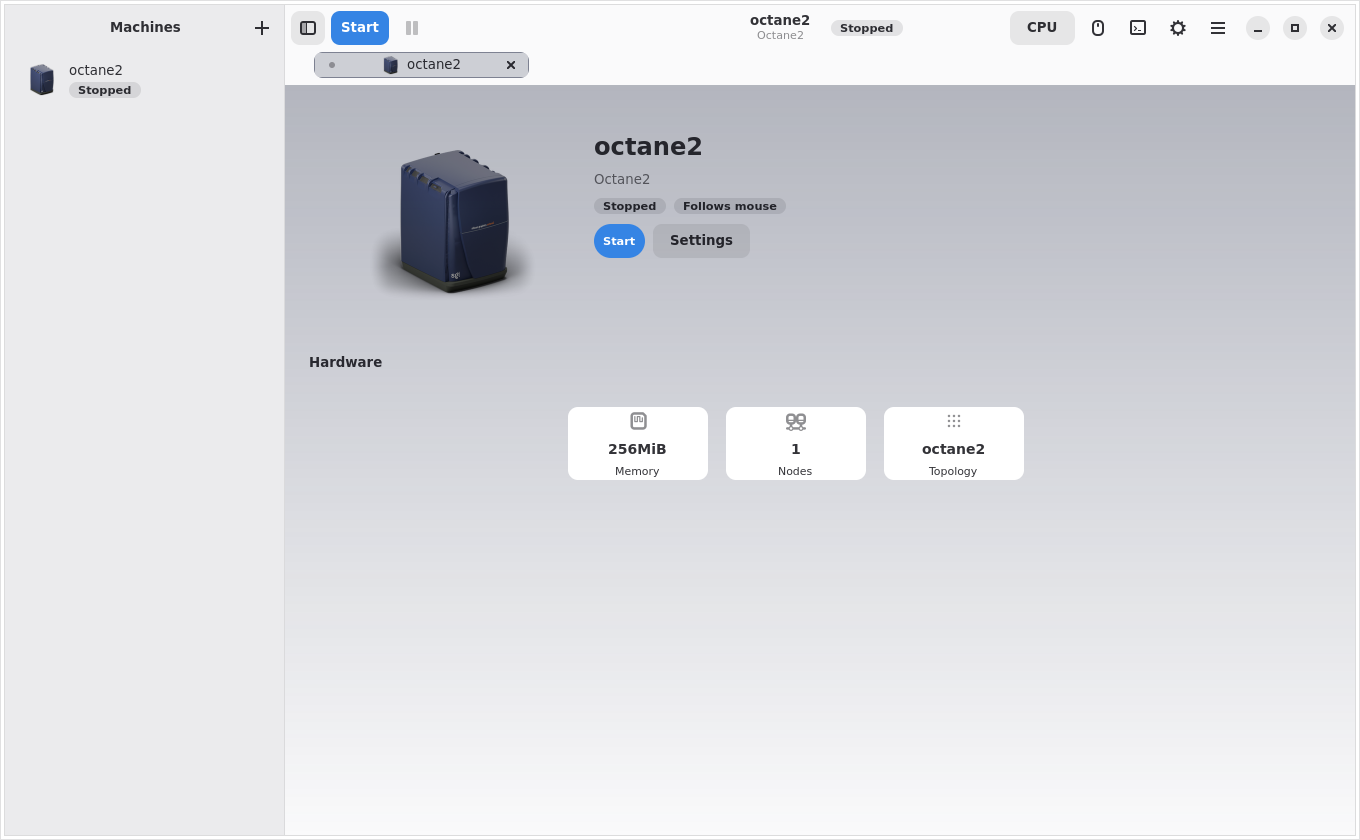 Machines
octane2
Stopped
Start
octane2
Octane2
Stopped
CPU
octane2
octane2
Octane2
Stopped
Follows mouse
Start
Settings
sgi
Hardware
256MiB
Memory
1
Nodes
octane2
Topology